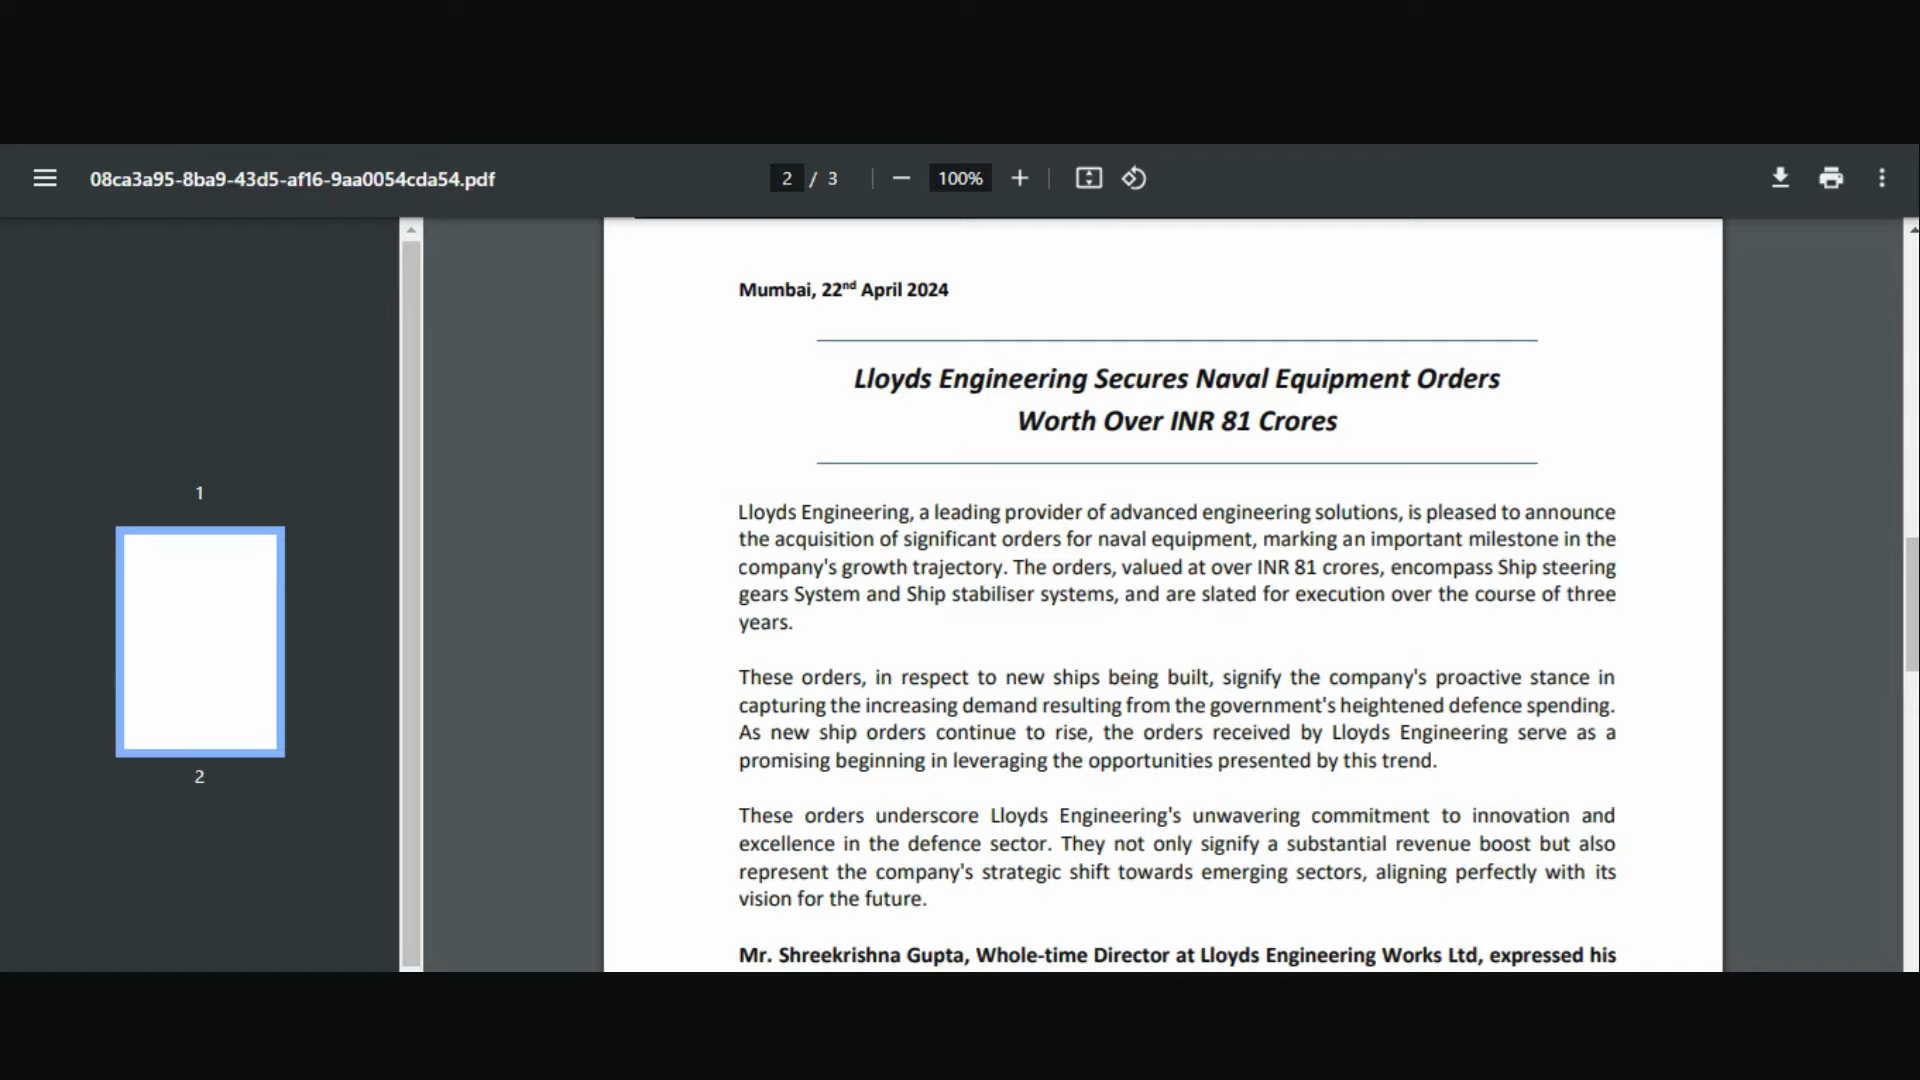 08ca3a95-8ba9-43d5-af16-9aa0054cda54.pdf
2 / 3
100%
1
2
Mumbai, 22nd April 2024
Lloyds Engineering Secures Naval Equipment Orders
Worth Over INR 81 Crores
Lloyds Engineering, a leading provider of advanced engineering solutions, is pleased to announce
the acquisition of significant orders for naval equipment, marking an important milestone in the
company's growth trajectory. The orders, valued at over INR 81 crores, encompass Ship steering
gears System and Ship stabiliser systems, and are slated for execution over the course of three
years.
These orders, in respect to new ships being built, signify the company's proactive stance in
capturing the increasing demand resulting from the government's heightened defence spending.
As new ship orders continue to rise, the orders received by Lloyds Engineering serve as a
promising beginning in leveraging the opportunities presented by this trend.
These orders underscore Lloyds Engineering's unwavering commitment to innovation and
excellence in the defence sector. They not only signify a substantial revenue boost but also
represent the company's strategic shift towards emerging sectors, aligning perfectly with its
vision for the future.
Mr. Shreekrishna Gupta, Whole-time Director at Lloyds Engineering Works Ltd, expressed his